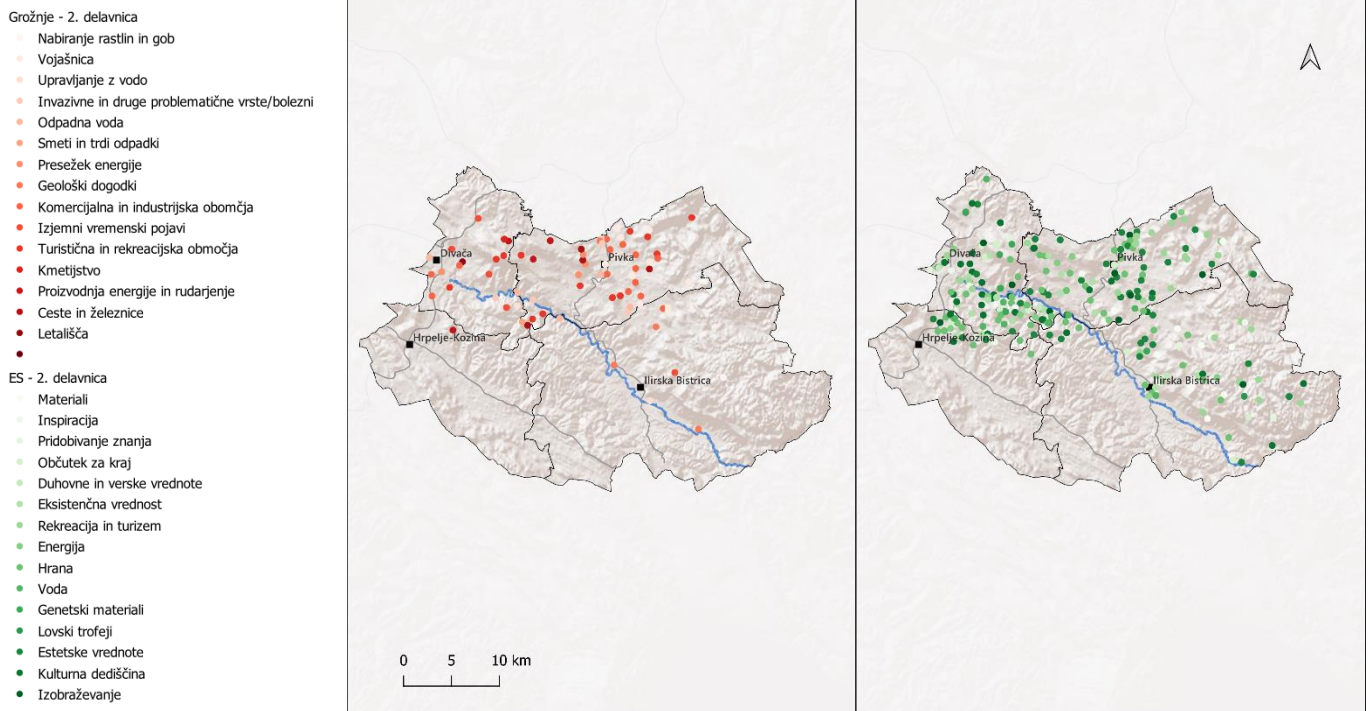 Grožnje - 2. delavnica
Nabiranje rastlin in gob
Vojašnica
Upravljanje z vodo
Invazivne in druge problematične vrste/bolezni
Odpadna voda
Smeti in trdi odpadki
Presežek energije
Geološki dogodki
Komercijalna in industrijska obomčja
Izjemni vremenski pojavi
Turistična in rekreacijska območja
Kmetijstvo
Proizvodnja energije in rudarjenje
Ceste in železnice
Letališča
ES - 2. delavnica
Materiali
Inspiracija
Pridobivanje znanja
Občutek za kraj
Duhovne in verske vrednote
Eksistenčna vrednost
Rekreacija in turizem
Energija
Hrana
Voda
Genetski materiali
Lovski trofeji
Estetske vrednote
Kulturna dediščina
Izobraževanje
Divača
Pivka
Hrpelje-Kozina
Ilirska Bistrica
0 5 10 km
Divača
Pivka
Hrpelje-Kozina
Ilirska Bistrica